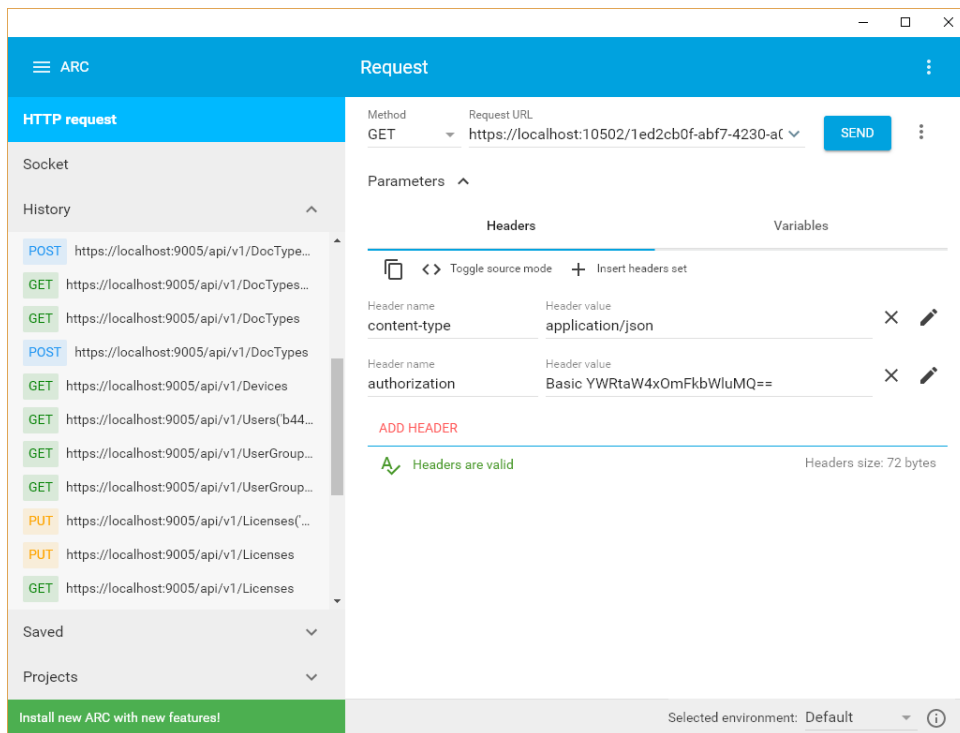 ARC
Request
HTTP request
Socket
History
POST https://localhost:9005/api/v1/DocType...
GET https://localhost:9005/api/v1/DocTypes...
GET https://localhost:9005/api/v1/DocTypes
POST https://localhost:9005/api/v1/DocTypes
GET https://localhost:9005/api/v1/Devices
GET https://localhost:9005/api/v1/Users('b44...
GET https://localhost:9005/api/v1/UserGroup...
GET https://localhost:9005/api/v1/UserGroup...
PUT https://localhost:9005/api/v1/Licenses('...
PUT https://localhost:9005/api/v1/Licenses
GET https://localhost:9005/api/v1/Licenses
Saved
Projects
Install new ARC with new features!
Method Request URL
GET https://localhost:10502/1ed2cb0f-abf7-4230-a0
SEND
Parameters
Headers Variables
Toggle source mode Insert headers set
Header name Header value
content-type application/json
Header name Header value
authorization Basic YWRtaW4xOmFkbWluMQ==
ADD HEADER
Headers are valid Headers size: 72 bytes
Selected environment: Default